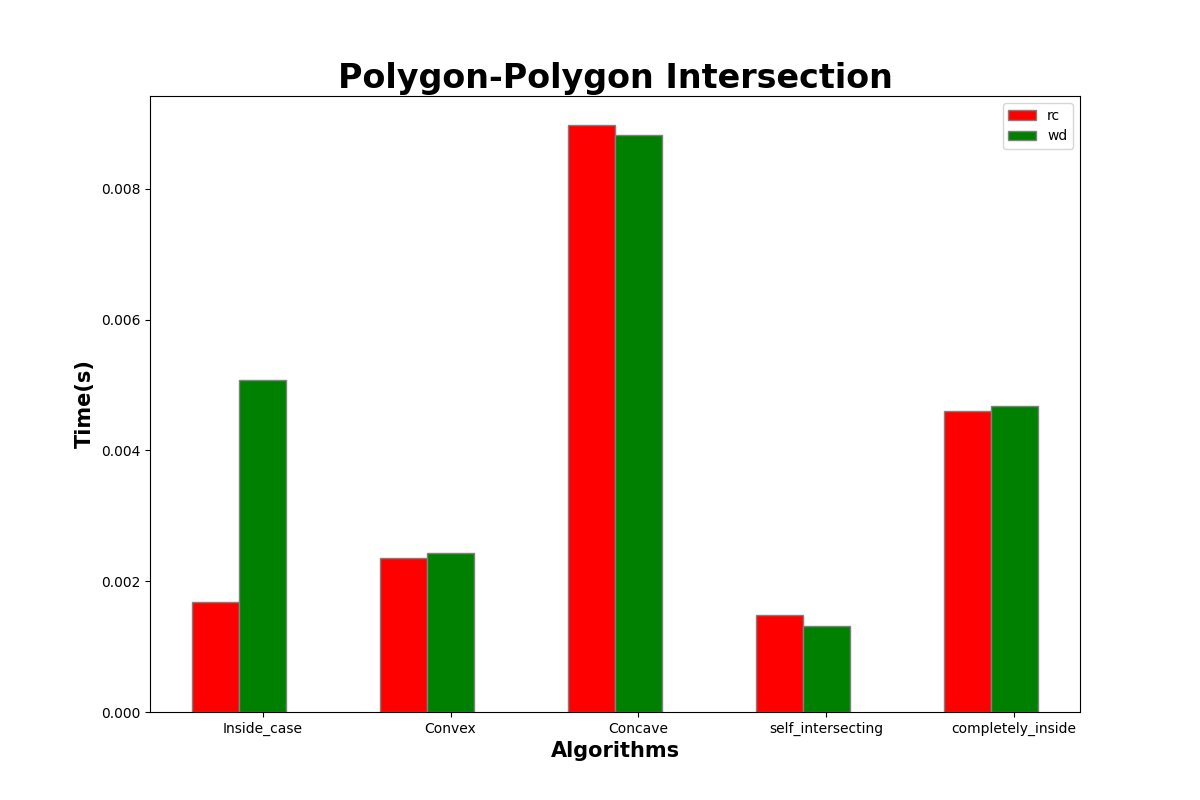 Polygon-Polygon Intersection
rc
wd
0.008
0.006
0.004
0.002
0.000
Time(s)
Inside_case Convex Concave self_intersecting completely_inside
Algorithms